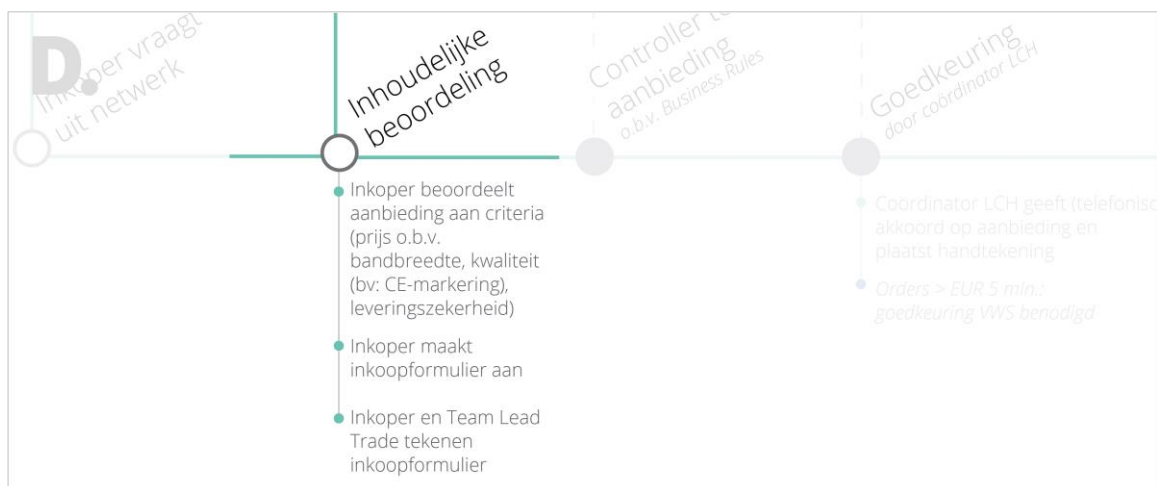 D.
Inkoper vraagt
uit netwerk
Inhoudelijke
beoordeling
Controller
aanbieding
o.b.v. Business Rules
Goedkeuring
door coördinator LCH
Inkoper beoordeelt
aanbieding aan criteria
(prijs o.b.v.
bandbreedte, kwaliteit
(bv: CE-markering),
leveringszekerheid)
Inkoper maakt
inkoopformulier aan
Inkoper en Team Lead
Trade tekenen
inkoopformulier
Coördinator LCH geeft (telefonisc
akkoord op aanbieding en
plaatst handtekening
Orders > EUR 5 mln.:
goedkeuring VWS benodigd